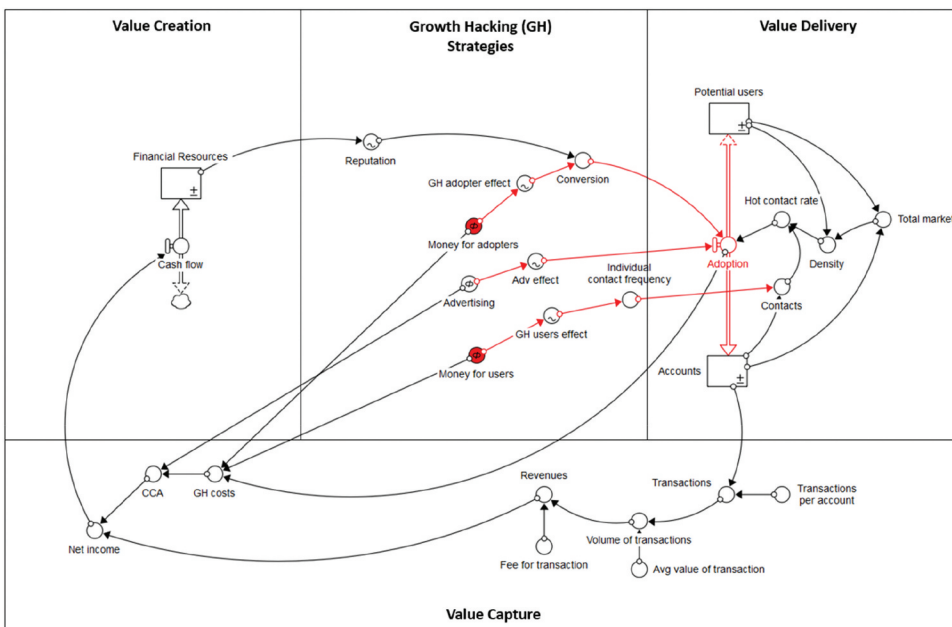 Value Creation
Growth Hacking (GH)
Strategies
Value Delivery
Potential users
Financial Resources
Reputation
GH adopter effect
Conversion
Hot contact rate
Total market
Money for adopters
Cash flow
Adv effect
Individual
contact frequency
Adoption
Density
Advertising
Contacts
GH users effect
Money for users
Accounts
CCA
GH costs
Revenues
Transactions
Transactions
per account
Net income
Volume of transactions
Fee for transaction
Avg value of transaction
Value Capture